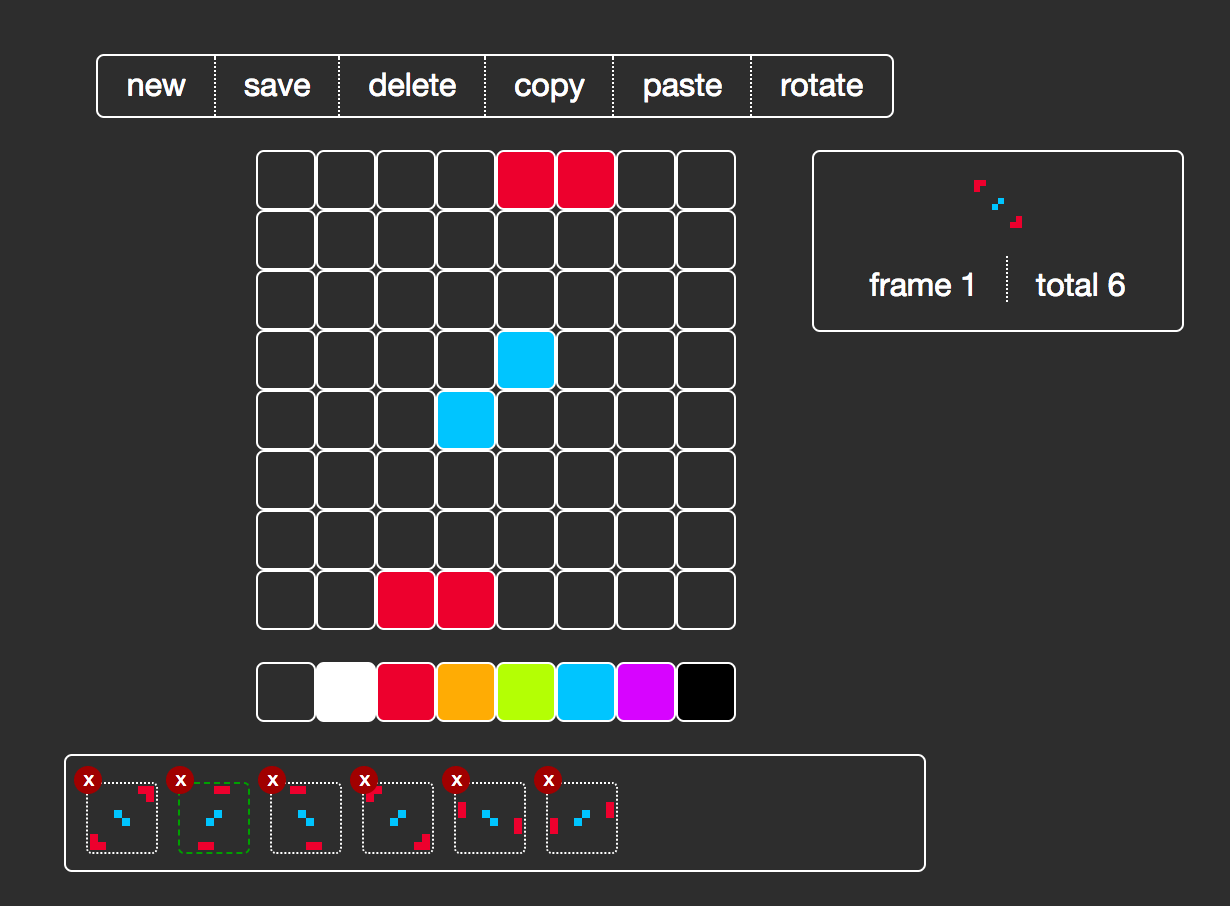 new save delete copy paste rotate
frame 1 total 6
x x x x x x